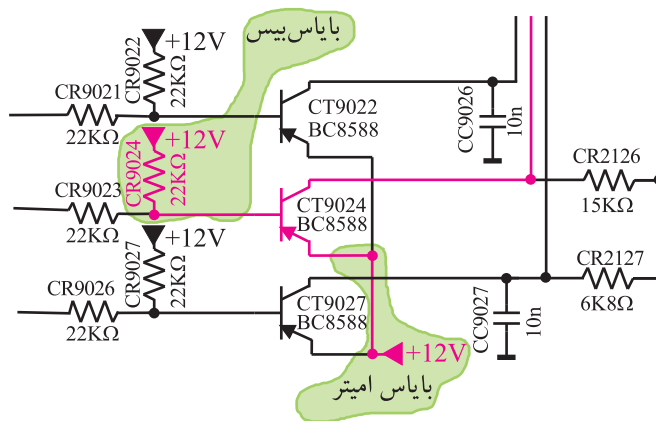 بایاس بیس
+12V
CR9022
22KΩ
CR9021
22KΩ
CT9022
BC8588
CC9026
10n
+12V
CR9024
22KΩ
CR9023
22KΩ
CT9024
BC8588
CR2126
15KΩ
+12V
CR9027
22KΩ
CR9026
22KΩ
CT9027
BC8588
CC9027
10n
CR2127
6K8Ω
+12V
بایاس امیتر